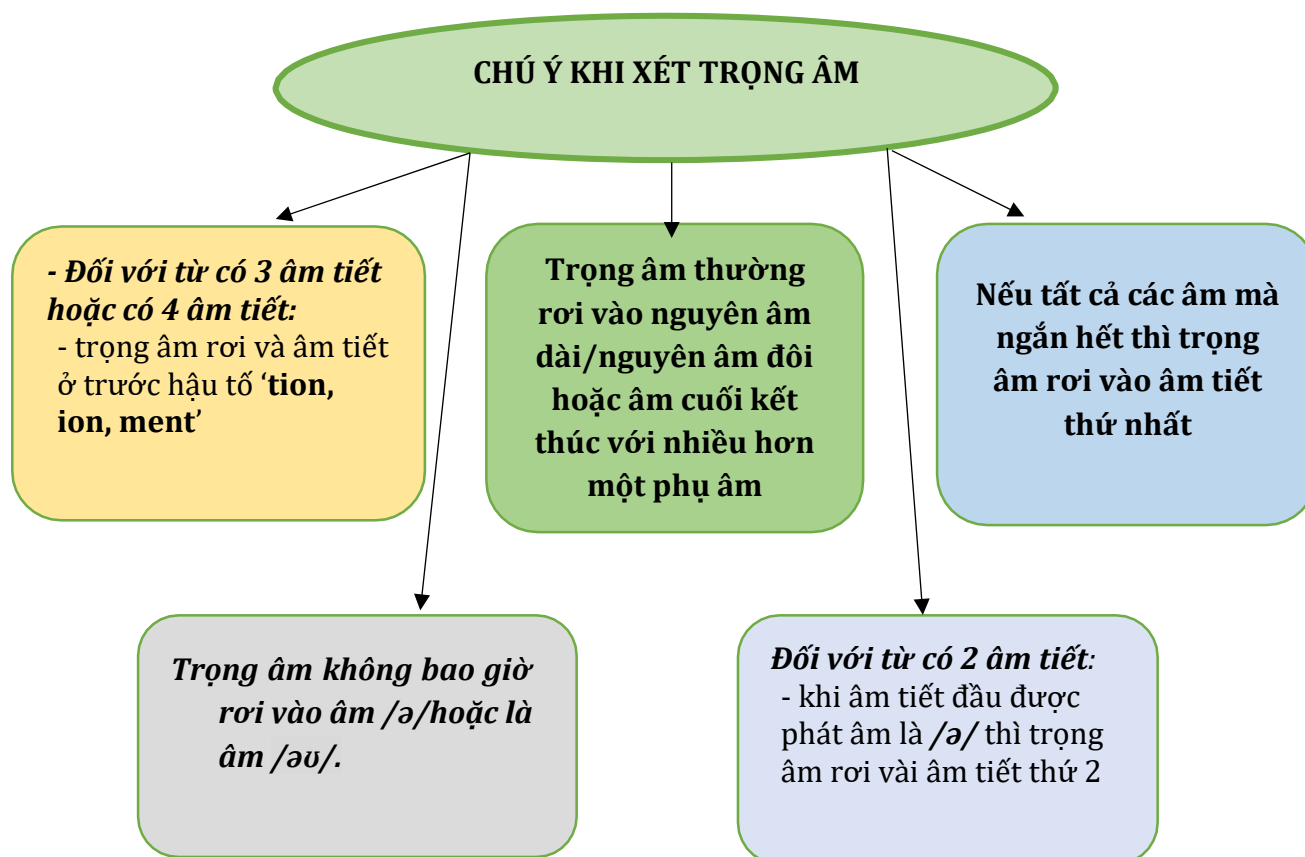 CHÚ Ý KHI XÉT TRỌNG ÂM
- Đối với từ có 3 âm tiết
hoặc có 4 âm tiết:
- trọng âm rơi và âm tiết
ở trước hậu tố ‘tion,
ion, ment’
Trọng âm thường
rơi vào nguyên âm
dài/nguyên âm đôi
hoặc âm cuối kết
thúc với nhiều hơn
một phụ âm
Nếu tất cả các âm mà
ngắn hết thì trọng
âm rơi vào âm tiết
thứ nhất
Trọng âm không bao giờ
rơi vào âm /ə/hoặc là
âm /əʊ/.
Đối với từ có 2 âm tiết:
- khi âm tiết đầu được
phát âm là /ə/ thì trọng
âm rơi vài âm tiết thứ 2